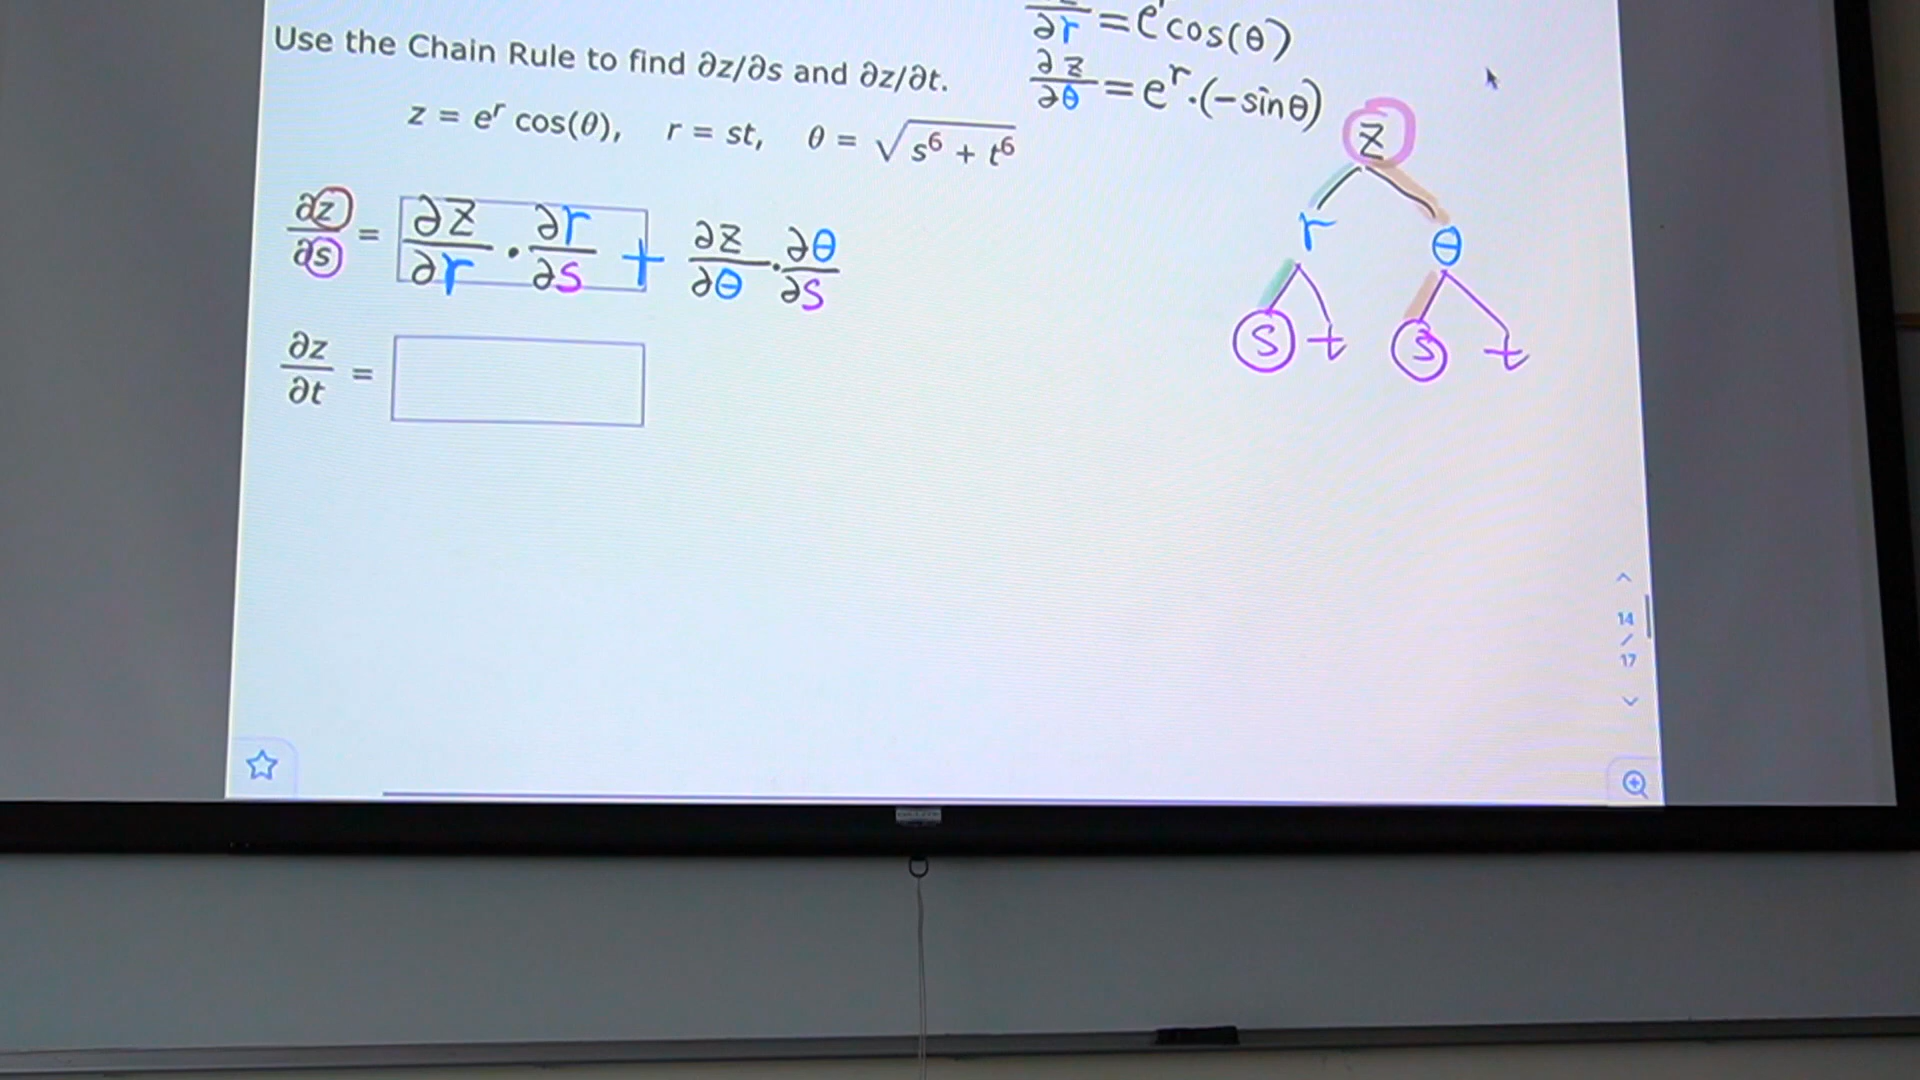 Use the Chain Rule to find ∂z/∂s and ∂z/∂t.
z = e^r cos(θ), r = st, θ = √(s^6 + t^6)
∂r = e^r cos(θ)
∂z/∂θ = e^r · (−sinθ)
∂z/∂s = ∂z/∂r · ∂r/∂s + ∂z/∂θ · ∂θ/∂s
∂z/∂t =
z
r θ
s t s t
14
/
17